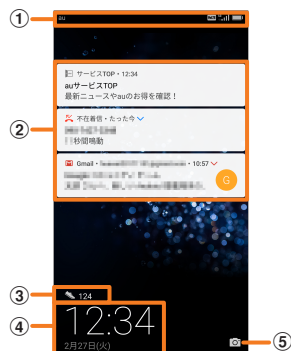 ①
au
②
サービスTOP・12:34
auサービスTOP
最新ニュースやauのお得を確認！
不在着信・たった今
秒間鳴動
Gmail・ ・10:57
G
③
124
④
12:34
2月27日(火)
⑤